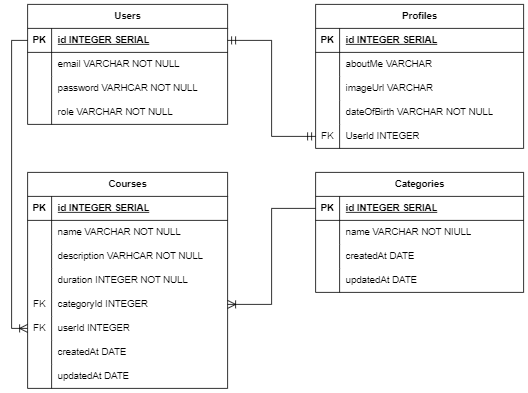 Users
PK id INTEGER SERIAL
email VARCHAR NOT NULL
password VARHCAR NOT NULL
role VARCHAR NOT NULL
Profiles
PK id INTEGER SERIAL
aboutMe VARCHAR
imageUrl VARCHAR
dateOfBirth VARCHAR NOT NULL
FK UserId INTEGER
Courses
PK id INTEGER SERIAL
name VARCHAR NOT NULL
description VARHCAR NOT NULL
duration INTEGER NOT NULL
FK categoryId INTEGER
FK userId INTEGER
createdAt DATE
updatedAt DATE
Categories
PK id INTEGER SERIAL
name VARCHAR NOT NIULL
createdAt DATE
updatedAt DATE